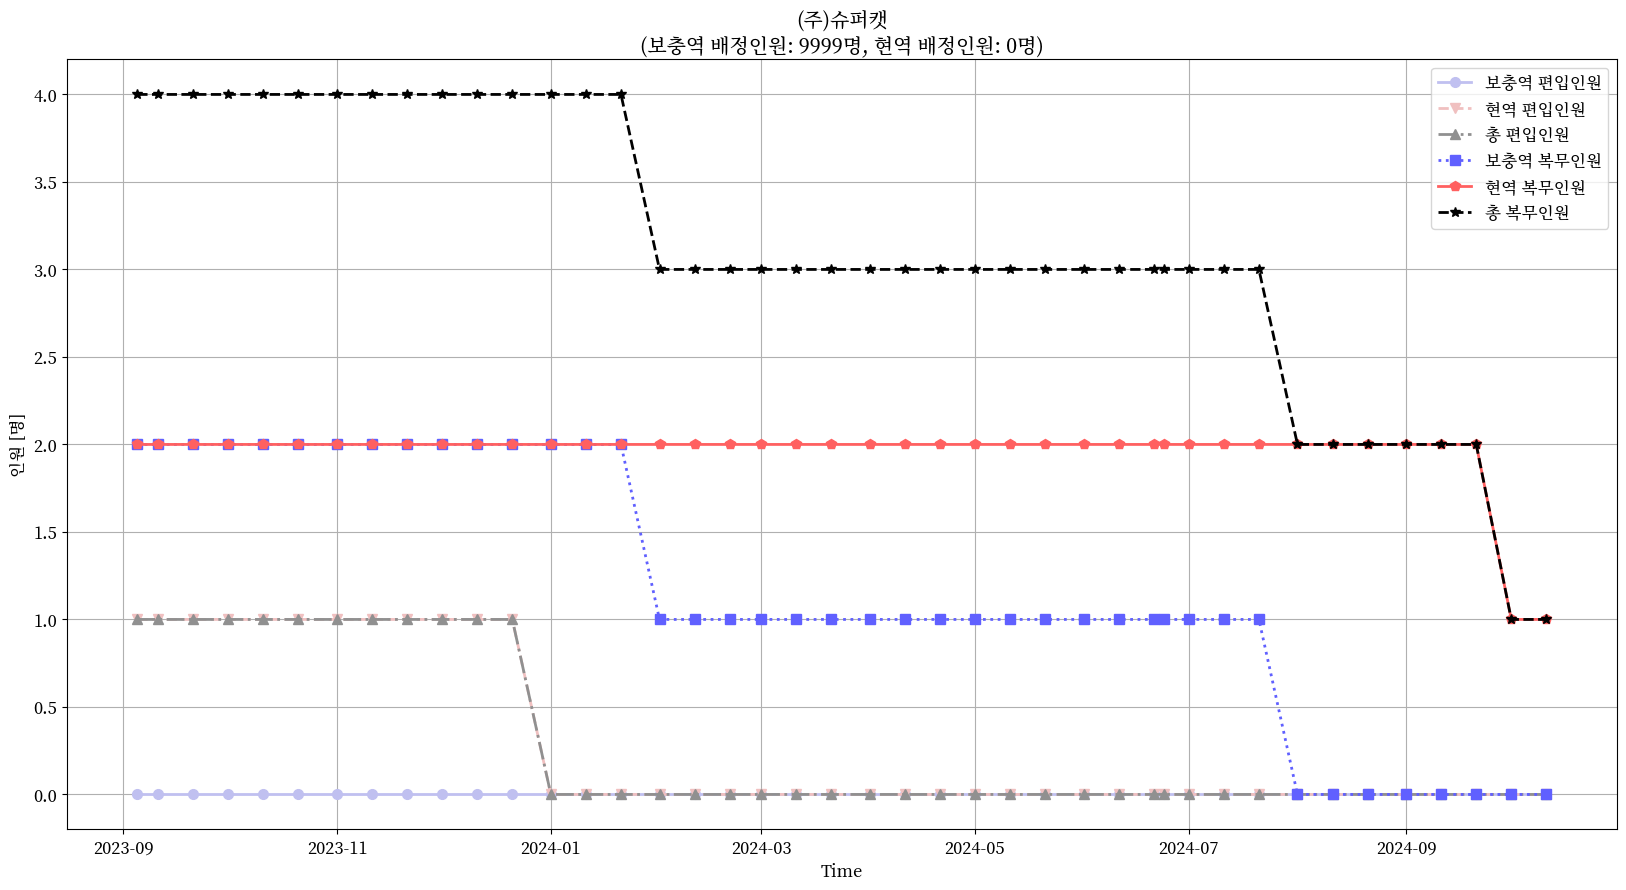 (주)슈퍼캣
(보충역 배정인원: 9999명, 현역 배정인원: 0명)
보충역 편입인원
현역 편입인원
총 편입인원
보충역 복무인원
현역 복무인원
총 복무인원
인원 [명]
4.0
3.5
3.0
2.5
2.0
1.5
1.0
0.5
0.0
2023-09 2023-11 2024-01 2024-03 2024-05 2024-07 2024-09
Time